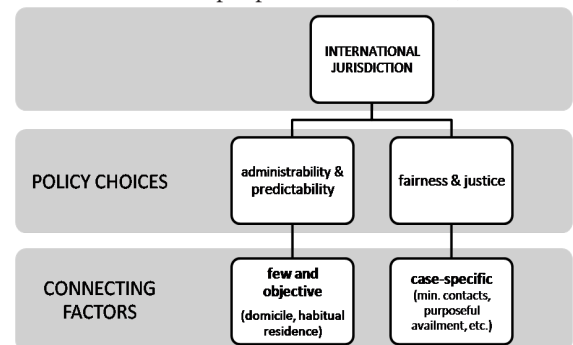 INTERNATIONAL
JURISDICTION
POLICY CHOICES
administrability &
predictability
fairness & justice
CONNECTING
FACTORS
few and
objective
(domicile, habitual
residence)
case-specific
(min. contacts,
purposeful
availment, etc.)